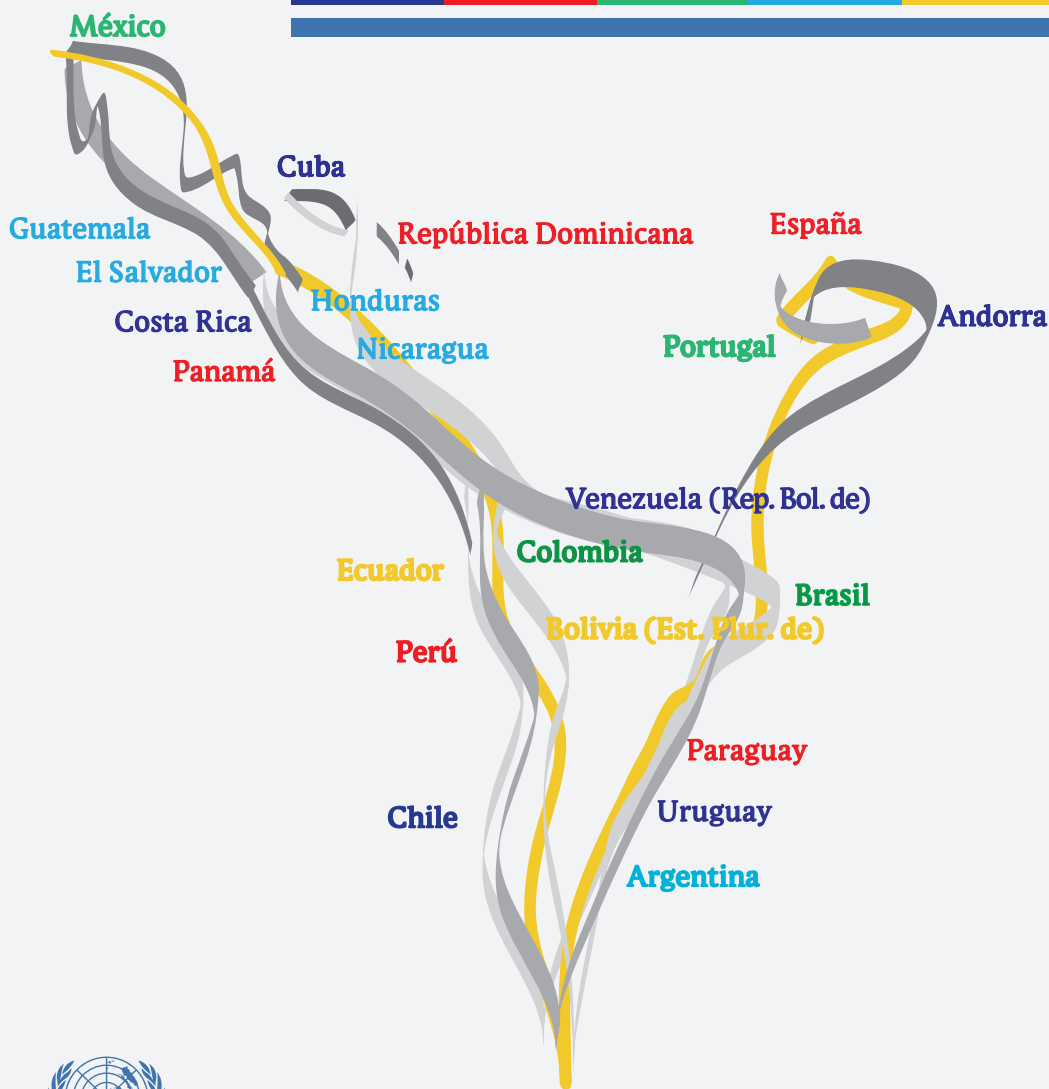 México
Cuba
Guatemala
República Dominicana
España
El Salvador
Honduras
Costa Rica
Andorra
Nicaragua
Portugal
Panamá
Venezuela (Rep. Bol. de)
Colombia
Ecuador
Brasil
Bolivia (Est. Plur. de)
Perú
Paraguay
Chile
Uruguay
Argentina